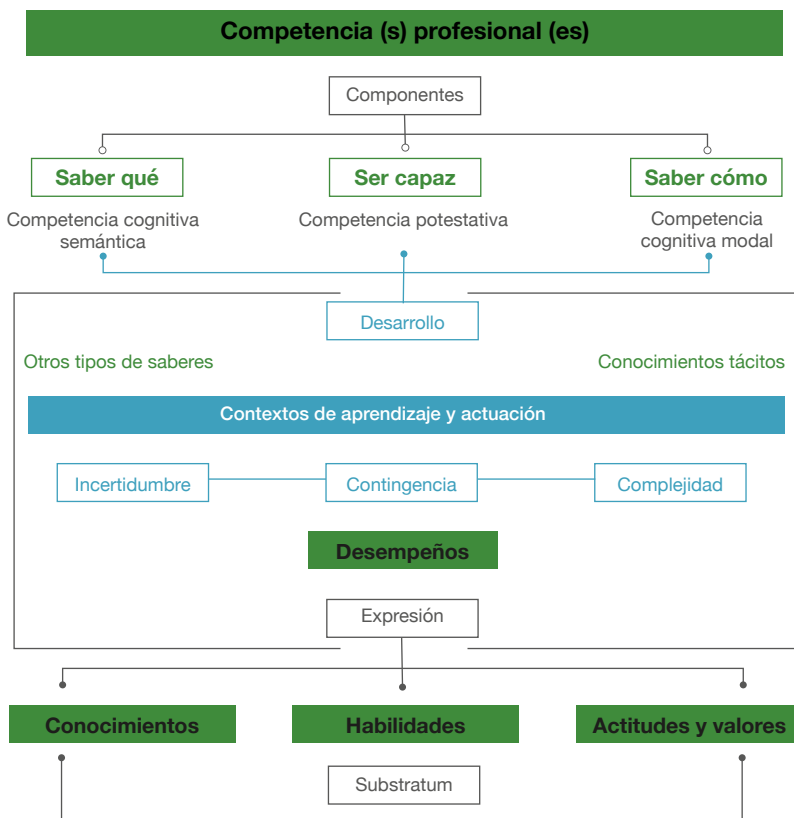 Competencia (s) profesional (es)
Componentes
Saber qué
Ser capaz
Saber cómo
Competencia cognitiva
semántica
Competencia potestativa
Competencia
cognitiva modal
Desarrollo
Otros tipos de saberes
Conocimientos tácitos
Contextos de aprendizaje y actuación
Incertidumbre
Contingencia
Complejidad
Desempeños
Expresión
Conocimientos
Habilidades
Actitudes y valores
Substratum